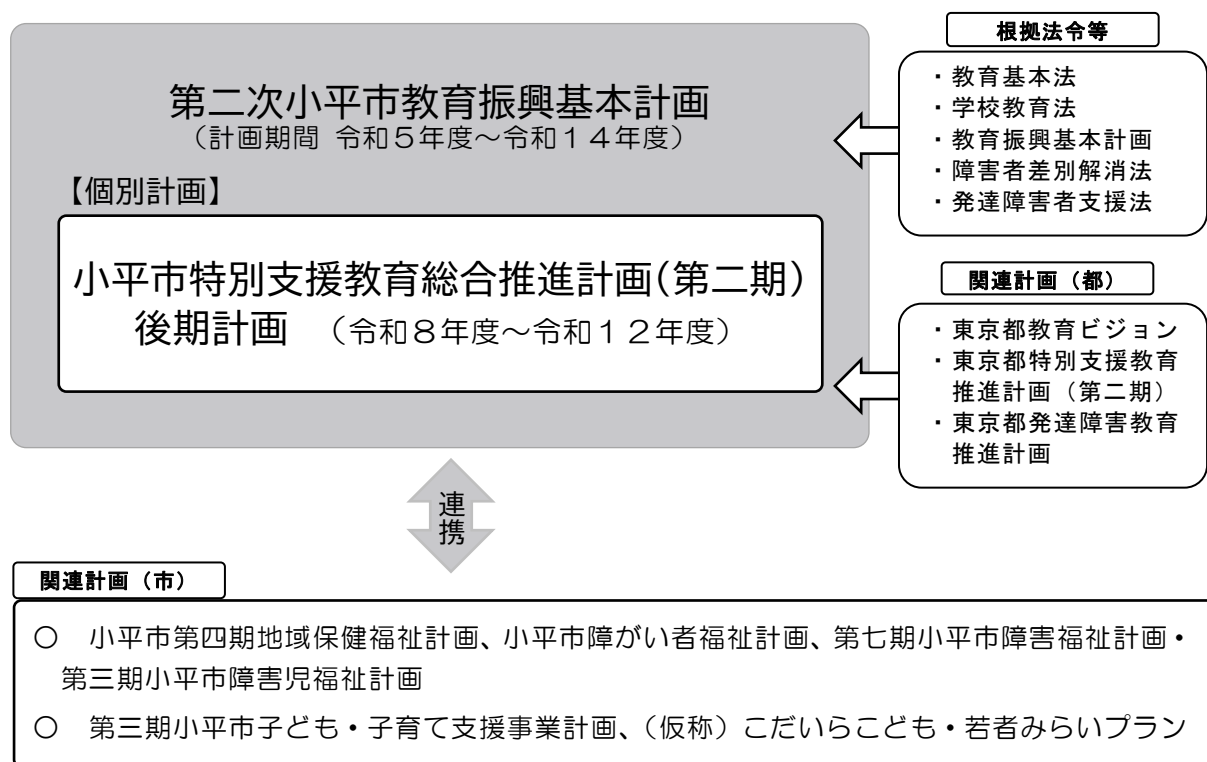 第二次小平市教育振興基本計画
（計画期間 令和５年度～令和１４年度）
【個別計画】
小平市特別支援教育総合推進計画(第二期)
後期計画 （令和８年度～令和１２年度）
根拠法令等
・教育基本法
・学校教育法
・教育振興基本計画
・障害者差別解消法
・発達障害者支援法
関連計画（都）
・東京都教育ビジョン
・東京都特別支援教育
推進計画（第二期）
・東京都発達障害教育
推進計画
連
携
関連計画（市）
○ 小平市第四期地域保健福祉計画、小平市障がい者福祉計画、第七期小平市障害福祉計画・
第三期小平市障害児福祉計画
○ 第三期小平市子ども・子育て支援事業計画、（仮称）こだいらこども・若者みらいプラン